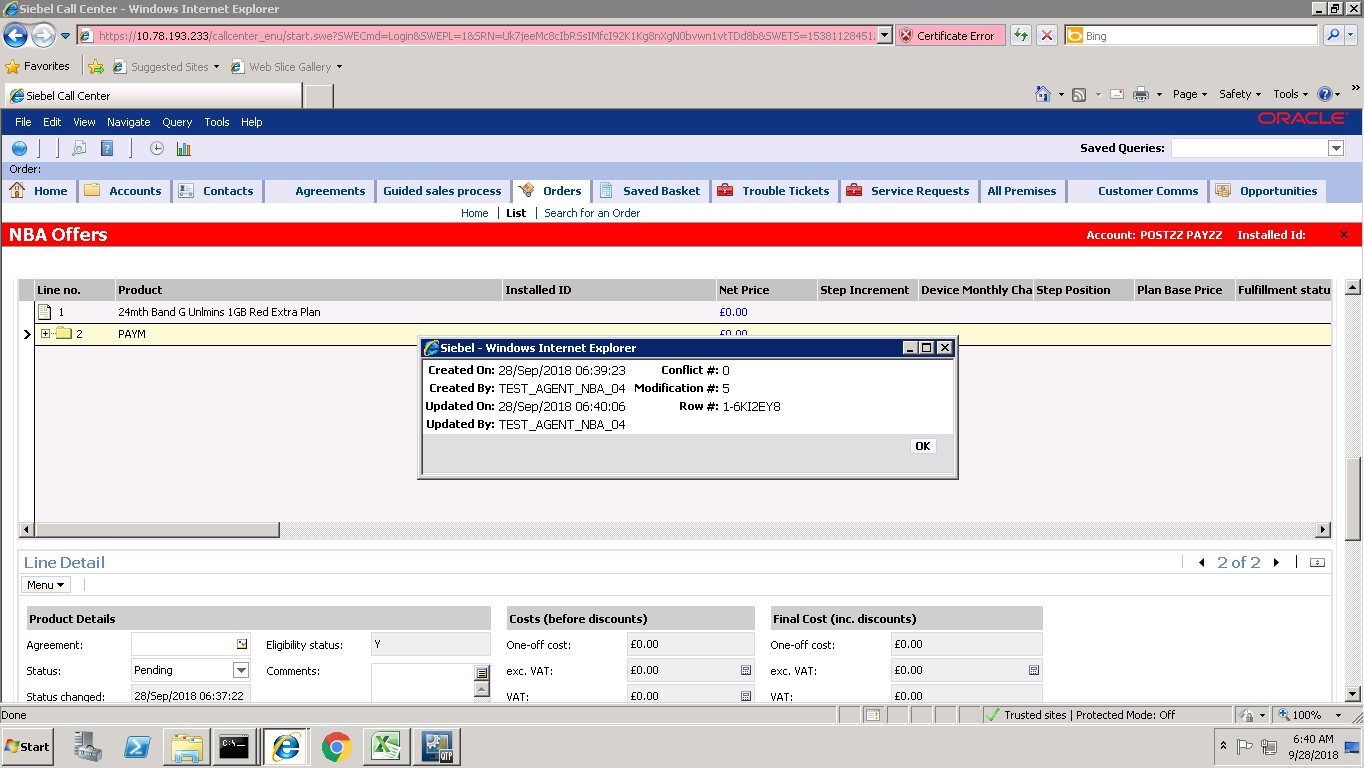 Siebel Call Center - Windows Internet Explorer
https://10.78.193.233/callcenter_enu/start.swe?SWECmd=Login&SWEPL=1&SRN=
Certificate Error
Bing
Favorites
Suggested Sites
Web Slice Gallery
Siebel Call Center
Page Safety Tools »
File Edit View Navigate Query Tools Help
ORACLE
Saved Queries:
Order:
Home Accounts Contacts Agreements Guided sales process Orders Saved Basket Trouble Tickets Service Requests All Premises Customer Comms Opportunities
Home | List | Search for an Order
NBA Offers Account: POSTZZ PAYZZ Installed Id:
Line no. Product Installed ID Net Price Step Increment Device Monthly Cha Step Position Plan Base Price Fulfillment statu
1 24mth Band G Unlmins 1GB Red Extra Plan £0.00
2 PAYM £0.00
Siebel - Windows Internet Explorer
Created On: 28/Sep/2018 06:39:23 Conflict #: 0
Created By: TEST_AGENT_NBA_04 Modification #: 5
Updated On: 28/Sep/2018 06:40:06 Row #: 1-6KI2EY8
Updated By: TEST_AGENT_NBA_04
OK
Line Detail 2 of 2
Menu
Product Details Costs (before discounts) Final Cost (inc. discounts)
Agreement: Eligibility status: Y One-off cost: £0.00 One-off cost: £0.00
Status: Pending Comments: exc. VAT: £0.00 exc. VAT: £0.00
Status changed: 28/Sep/2018 06:37:22 VAT: £0.00 VAT: £0.00
Done Trusted sites | Protected Mode: Off 100%
Start QTP 6:40 AM
9/28/2018